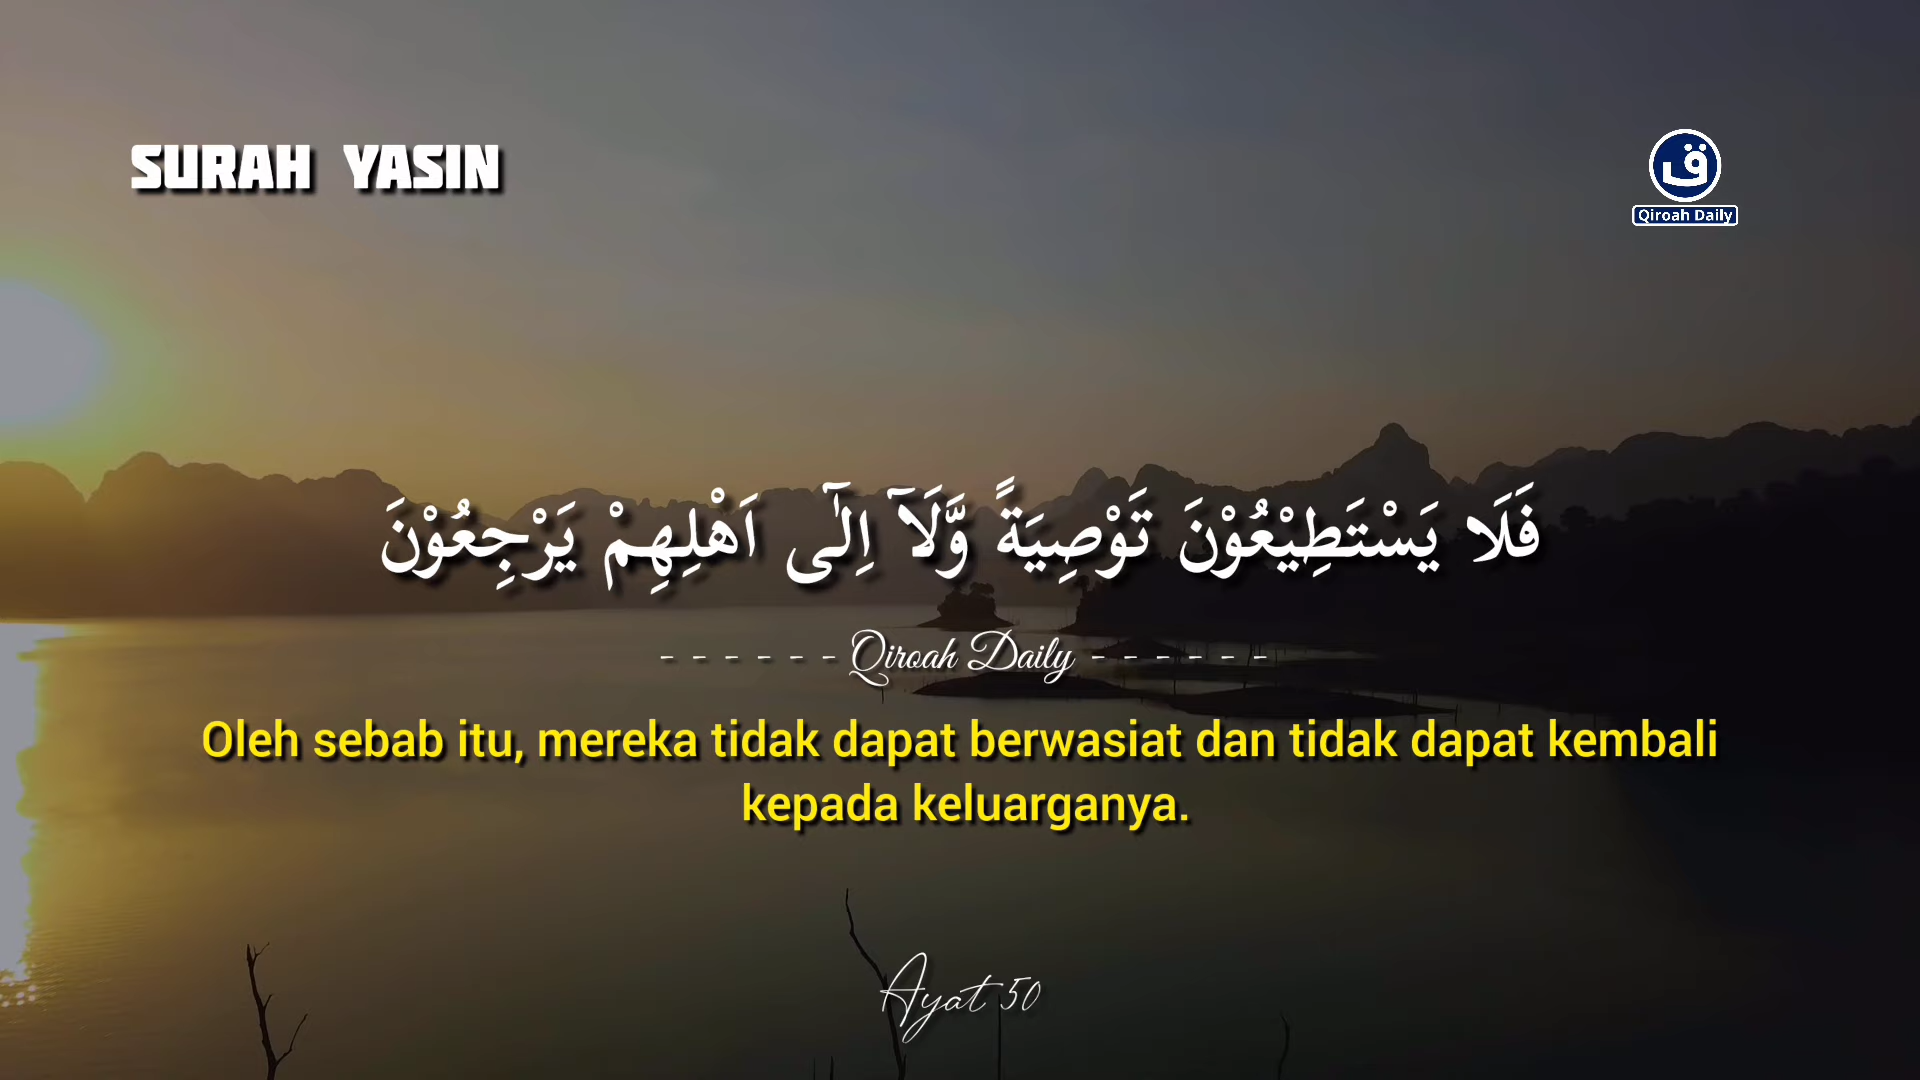 SURAH YASIN
ق
Qiroah Daily
فَلَا يَسْتَطِيْعُوْنَ تَوْصِيَةً وَّلَآ اِلٰٓى اَهْلِهِمْ يَرْجِعُوْنَ
- - - - - - Qiroah Daily - - - - - -
Oleh sebab itu, mereka tidak dapat berwasiat dan tidak dapat kembali
kepada keluarganya.
Ayat 50